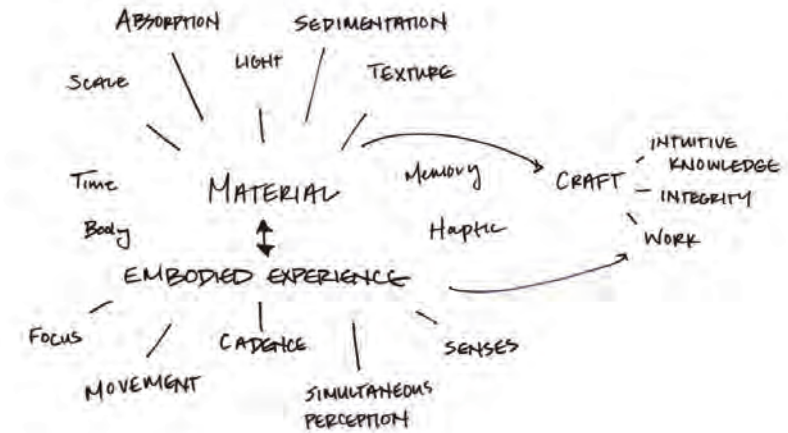 ABSORPTION
SEDIMENTATION
LIGHT
SCALE
TEXTURE
INTUITIVE
KNOWLEDGE
Memory
CRAFT
Time
MATERIAL
INTEGRITY
Body
Haptic
WORK
EMBODIED EXPERIENCE
FOCUS
CADENCE
SENSES
MOVEMENT
SIMULTANEOUS
PERCEPTION